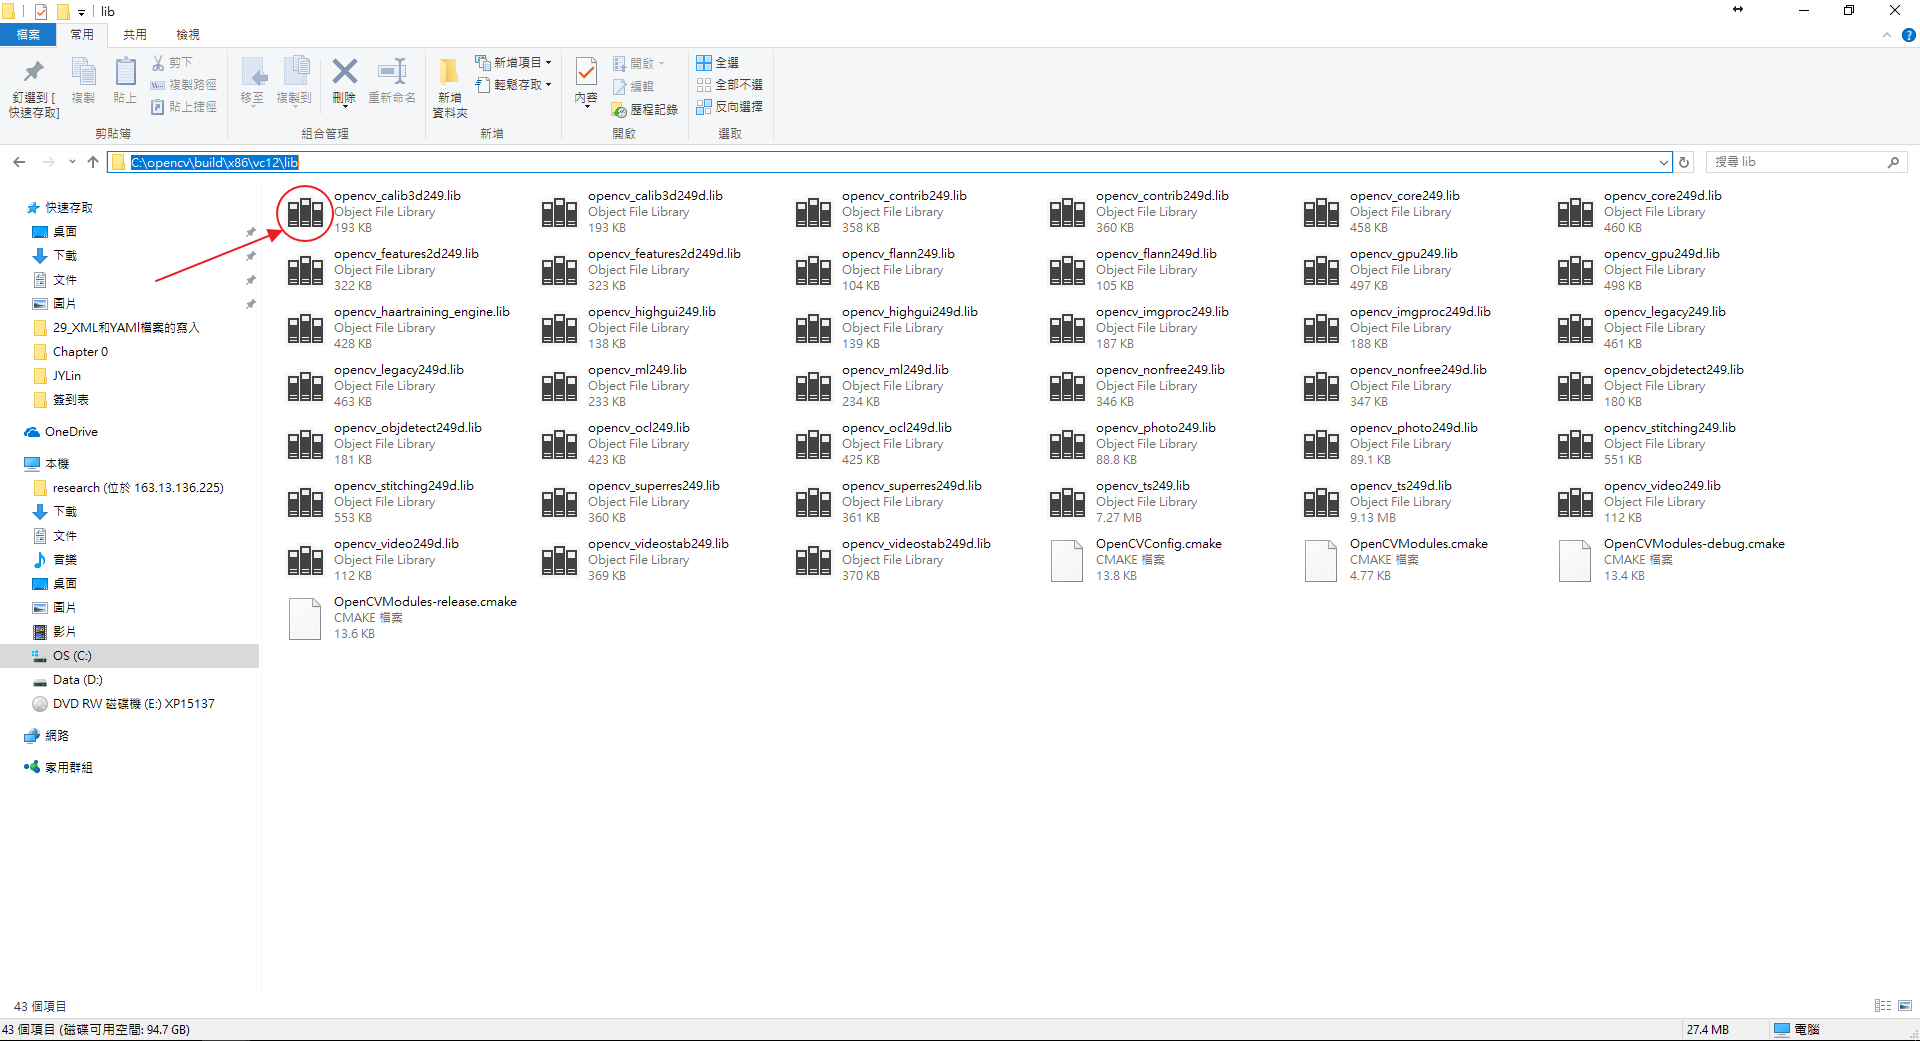 lib
檔案
常用
共用
檢視
釘選到 [
快速存取]
複製
貼上
剪下
複製路徑
貼上捷徑
剪貼簿
移至
複製到
刪除
重新命名
組合管理
新增
資料夾
新增項目
輕鬆存取
新增
內容
開啟
編輯
歷程記錄
開啟
全選
全部不選
反向選擇
選取
C:\opencv\build\x86\vc12\lib
搜尋 lib
快速存取
桌面
下載
文件
圖片
29_XML和YAMl檔案的寫入
Chapter 0
JYLin
簽到表
OneDrive
本機
research (位於 163.13.136.225)
下載
文件
音樂
桌面
圖片
影片
OS (C:)
Data (D:)
DVD RW 磁碟機 (E:) XP15137
網路
家用群組
opencv_calib3d249.lib
Object File Library
193 KB
opencv_calib3d249d.lib
Object File Library
193 KB
opencv_contrib249.lib
Object File Library
358 KB
opencv_contrib249d.lib
Object File Library
360 KB
opencv_core249.lib
Object File Library
458 KB
opencv_core249d.lib
Object File Library
460 KB
opencv_features2d249.lib
Object File Library
322 KB
opencv_features2d249d.lib
Object File Library
323 KB
opencv_flann249.lib
Object File Library
104 KB
opencv_flann249d.lib
Object File Library
105 KB
opencv_gpu249.lib
Object File Library
497 KB
opencv_gpu249d.lib
Object File Library
498 KB
opencv_haartraining_engine.lib
Object File Library
428 KB
opencv_highgui249.lib
Object File Library
138 KB
opencv_highgui249d.lib
Object File Library
139 KB
opencv_imgproc249.lib
Object File Library
187 KB
opencv_imgproc249d.lib
Object File Library
188 KB
opencv_legacy249.lib
Object File Library
461 KB
opencv_legacy249d.lib
Object File Library
463 KB
opencv_ml249.lib
Object File Library
233 KB
opencv_ml249d.lib
Object File Library
234 KB
opencv_nonfree249.lib
Object File Library
346 KB
opencv_nonfree249d.lib
Object File Library
347 KB
opencv_objdetect249.lib
Object File Library
180 KB
opencv_objdetect249d.lib
Object File Library
181 KB
opencv_ocl249.lib
Object File Library
423 KB
opencv_ocl249d.lib
Object File Library
425 KB
opencv_photo249.lib
Object File Library
88.8 KB
opencv_photo249d.lib
Object File Library
89.1 KB
opencv_stitching249.lib
Object File Library
551 KB
opencv_stitching249d.lib
Object File Library
553 KB
opencv_superres249.lib
Object File Library
360 KB
opencv_superres249d.lib
Object File Library
361 KB
opencv_ts249.lib
Object File Library
7.27 MB
opencv_ts249d.lib
Object File Library
9.13 MB
opencv_video249.lib
Object File Library
112 KB
opencv_video249d.lib
Object File Library
112 KB
opencv_videostab249.lib
Object File Library
369 KB
opencv_videostab249d.lib
Object File Library
370 KB
OpenCVConfig.cmake
CMAKE 檔案
13.8 KB
OpenCVModules.cmake
CMAKE 檔案
4.77 KB
OpenCVModules-debug.cmake
CMAKE 檔案
13.4 KB
OpenCVModules-release.cmake
CMAKE 檔案
13.6 KB
43 個項目
43 個項目 (磁碟可用空間: 94.7 GB)
27.4 MB
電腦